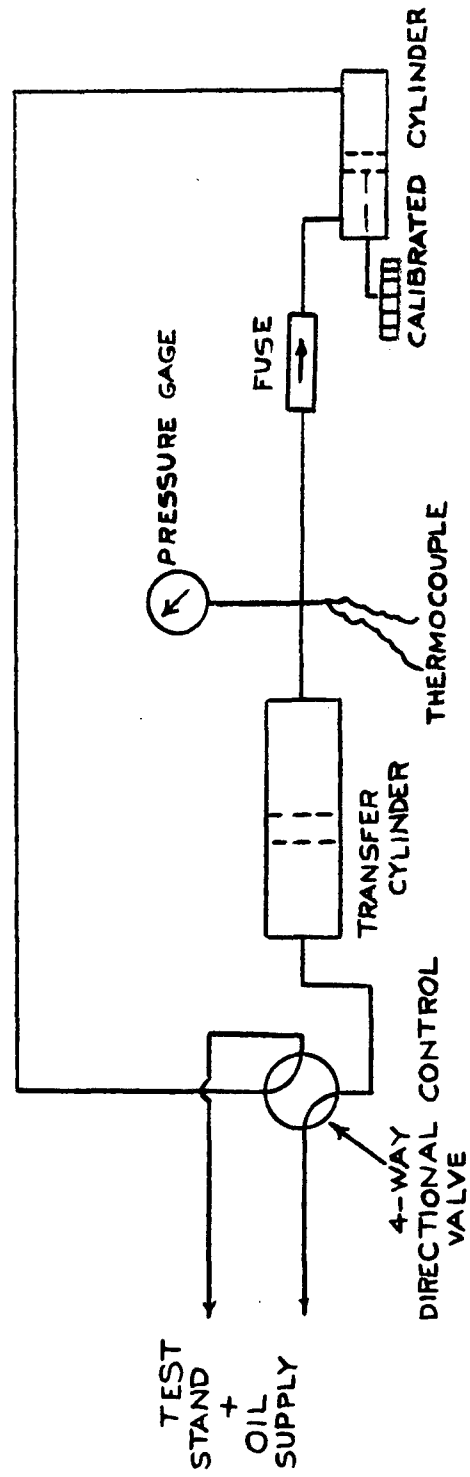 TEST
STAND
+
OIL
SUPPLY
4-WAY
DIRECTIONAL CONTROL
VALVE
TRANSFER
CYLINDER
PRESSURE GAGE
THERMOCOUPLE
FUSE
CALIBRATED CYLINDER